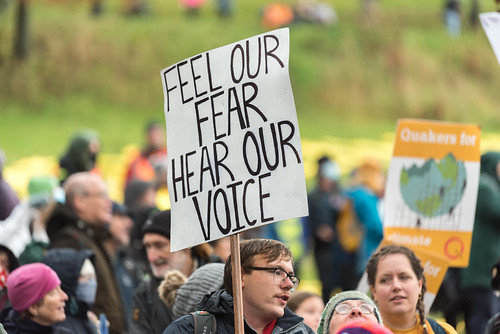 FEEL OUR
FEAR
HEAR OUR
VOICE
Quakers for
climate